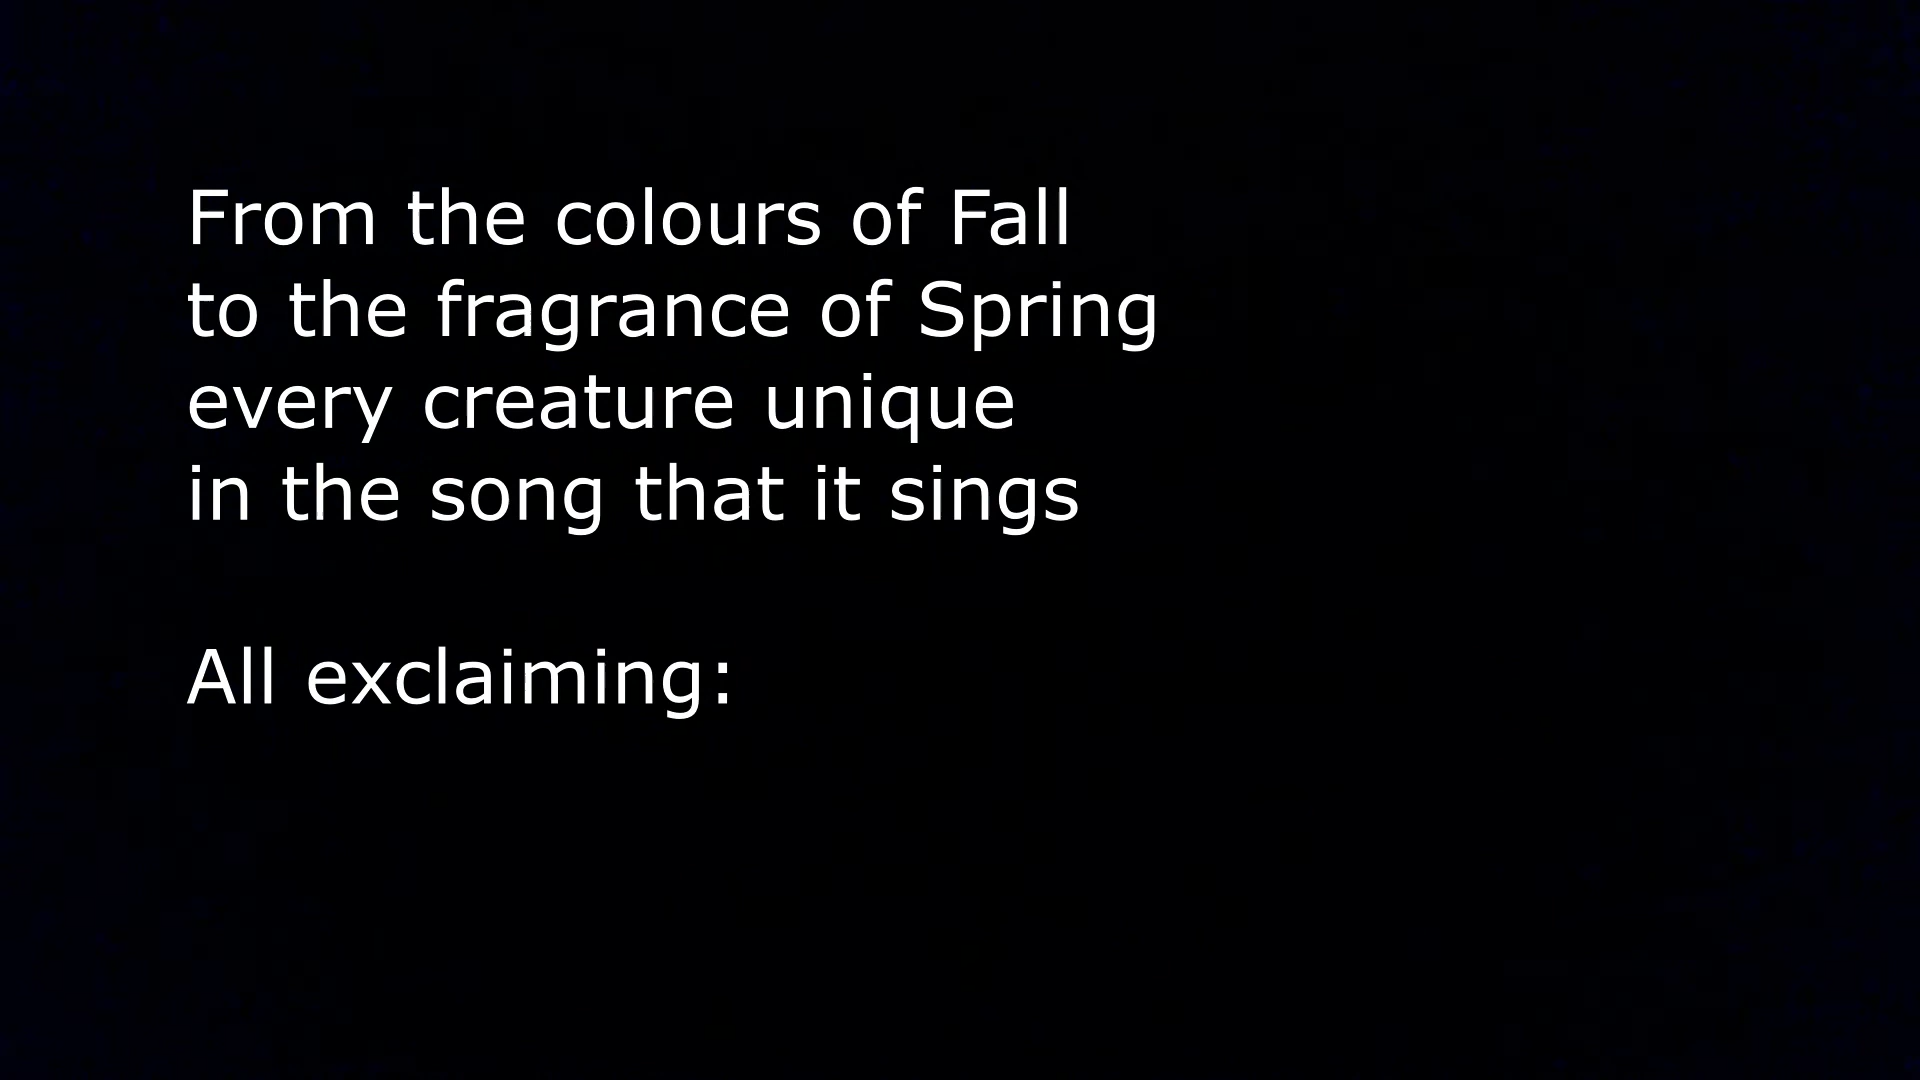 From the colours of Fall
to the fragrance of Spring
every creature unique
in the song that it sings
All exclaiming: